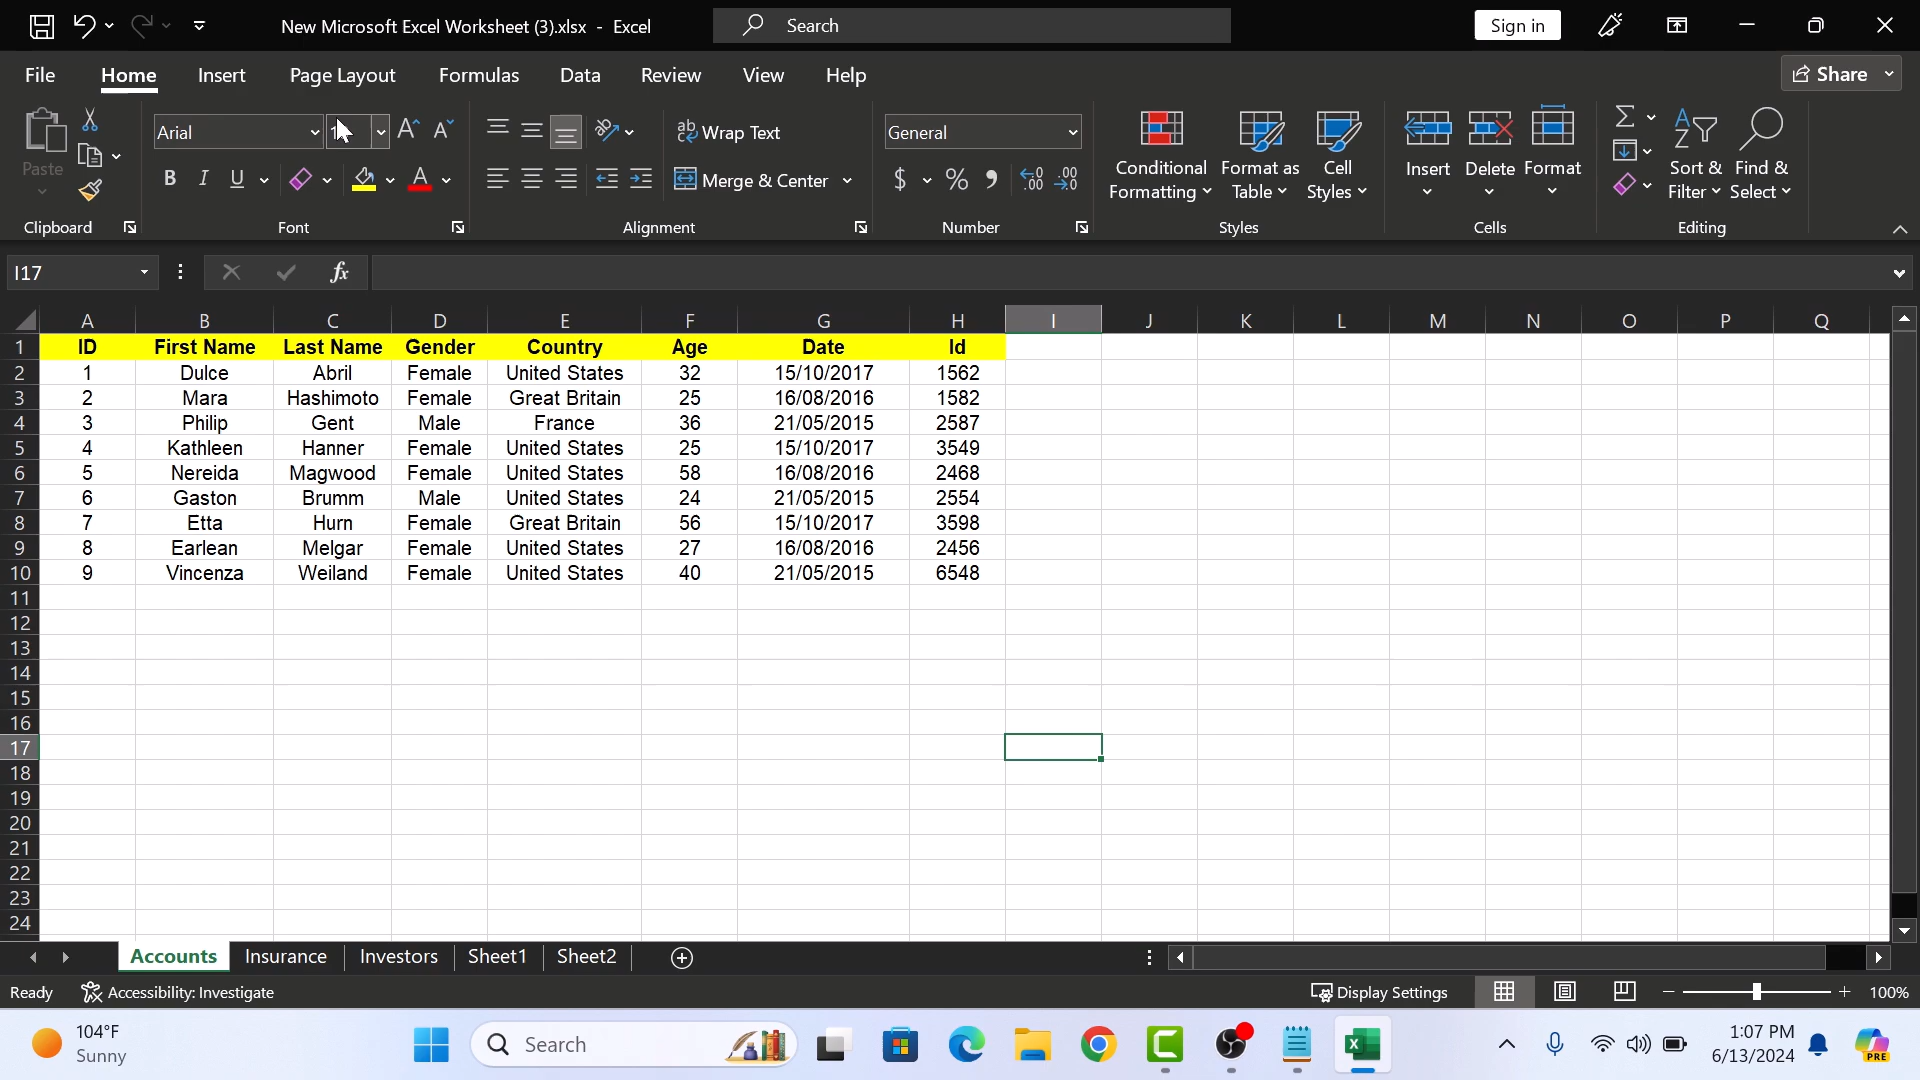 New Microsoft Excel Worksheet (3).xlsx - Excel
Search
Sign in
File Home Insert Page Layout Formulas Data Review View Help
Share
Paste
Clipboard
Arial
Font
Wrap Text
Merge & Center
Alignment
General
Number
Conditional Formatting
Format as Table
Cell Styles
Styles
Insert Delete Format
Cells
Sort & Filter
Find & Select
Editing
I17
fx
A B C D E F G H I J K L M N O P Q
1 ID First Name Last Name Gender Country Age Date Id
2 1 Dulce Abril Female United States 32 15/10/2017 1562
3 2 Mara Hashimoto Female Great Britain 25 16/08/2016 1582
4 3 Philip Gent Male France 36 21/05/2015 2587
5 4 Kathleen Hanner Female United States 25 15/10/2017 3549
6 5 Nereida Magwood Female United States 58 16/08/2016 2468
7 6 Gaston Brumm Male United States 24 21/05/2015 2554
8 7 Etta Hurn Female Great Britain 56 15/10/2017 3598
9 8 Earlean Melgar Female United States 27 16/08/2016 2456
10 9 Vincenza Weiland Female United States 40 21/05/2015 6548
11
12
13
14
15
16
17
18
19
20
21
22
23
24
Accounts Insurance Investors Sheet1 Sheet2
Ready Accessibility: Investigate Display Settings 100%
104°F
Sunny
Search
1:07 PM
6/13/2024
PRE